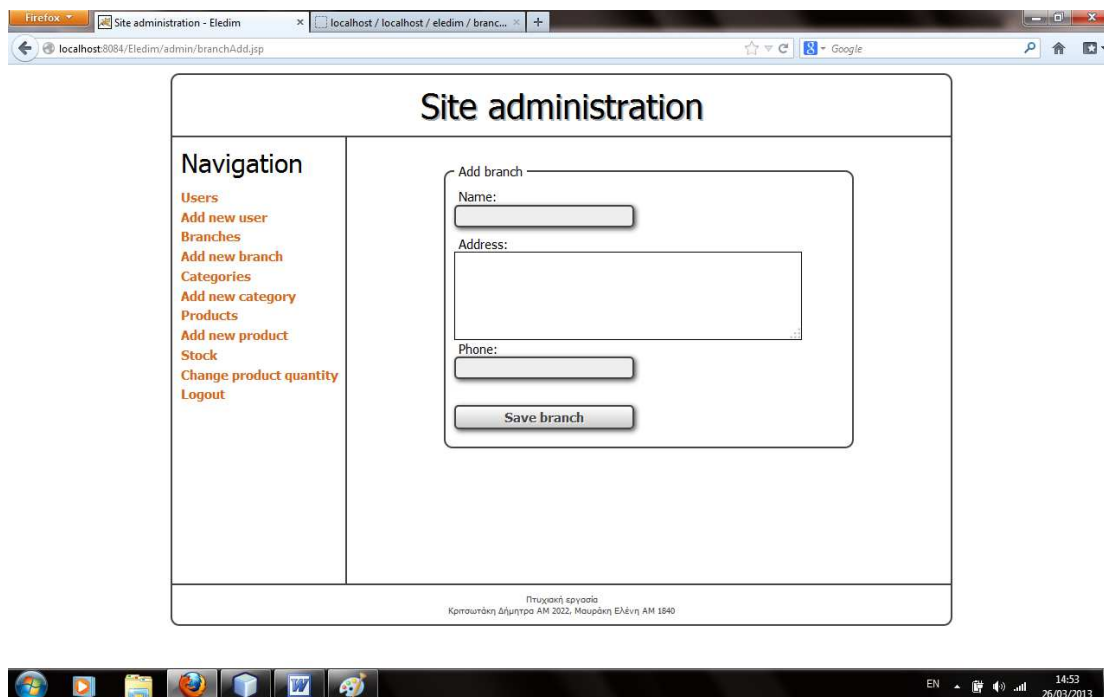 Firefox
Site administration - Eledim
localhost / localhost / eledim / branc...
localhost:8084/Eledim/admin/branchAdd.jsp
Google
Site administration
Navigation
Users
Add new user
Branches
Add new branch
Categories
Add new category
Products
Add new product
Stock
Change product quantity
Logout
Add branch
Name:
Address:
Phone:
Save branch
Πτυχιακή εργασία
Κριτσωτάκη Δήμητρα ΑΜ 2022, Μαυράκη Ελένη ΑΜ 1840
EN
14:53
26/03/2013